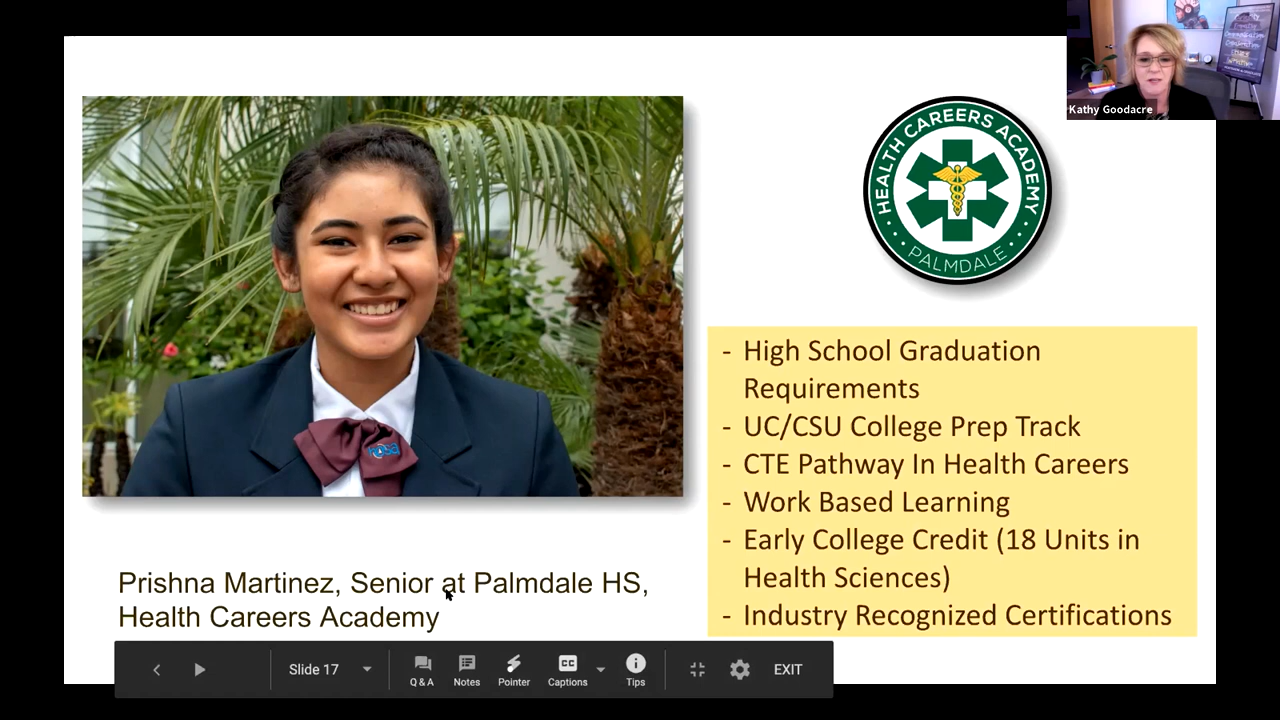 Kathy Goodacre
HEALTH CAREERS ACADEMY
PALMDALE
- High School Graduation
Requirements
- UC/CSU College Prep Track
- CTE Pathway In Health Careers
- Work Based Learning
- Early College Credit (18 Units in
Health Sciences)
- Industry Recognized Certifications
Prishna Martinez, Senior at Palmdale HS,
Health Careers Academy
Slide 17
Q & A
Notes
Pointer
CC
Captions
Tips
EXIT